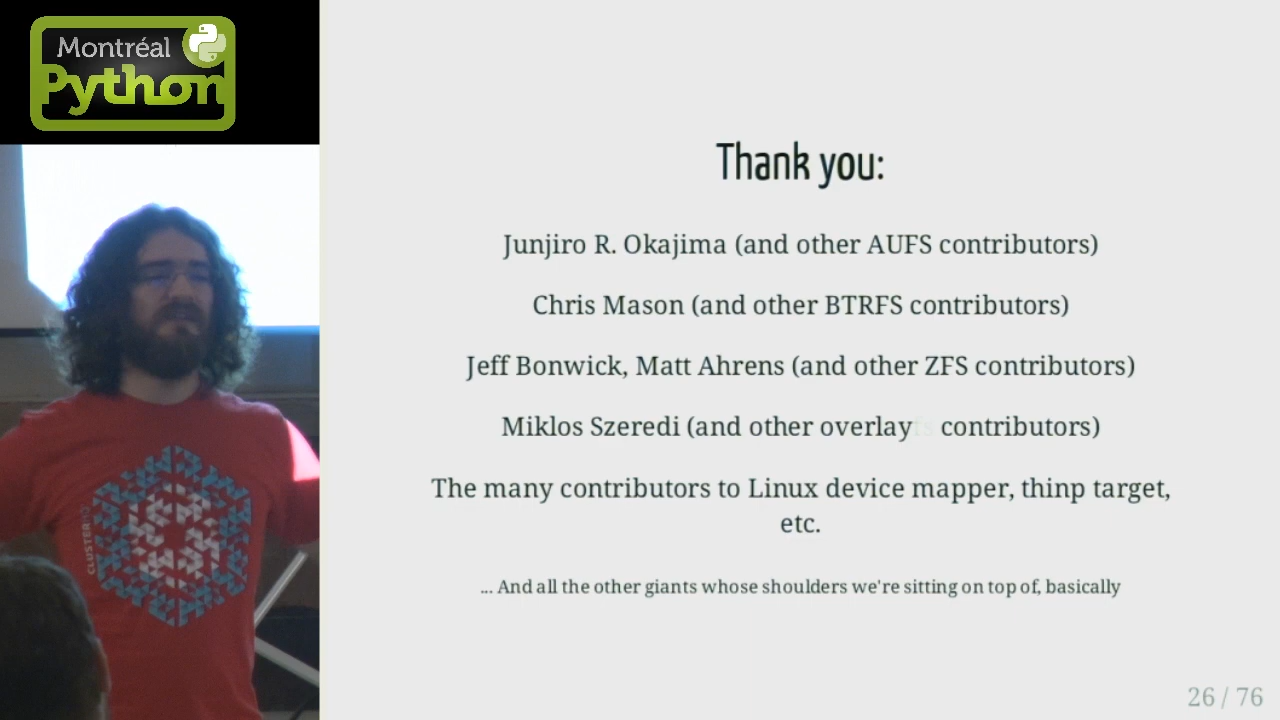 Montréal
Python
CLUSTERHQ
Thank you:
Junjiro R. Okajima (and other AUFS contributors)
Chris Mason (and other BTRFS contributors)
Jeff Bonwick, Matt Ahrens (and other ZFS contributors)
Miklos Szeredi (and other overlayfs contributors)
The many contributors to Linux device mapper, thinp target,
etc.
... And all the other giants whose shoulders we're sitting on top of, basically
26 / 76